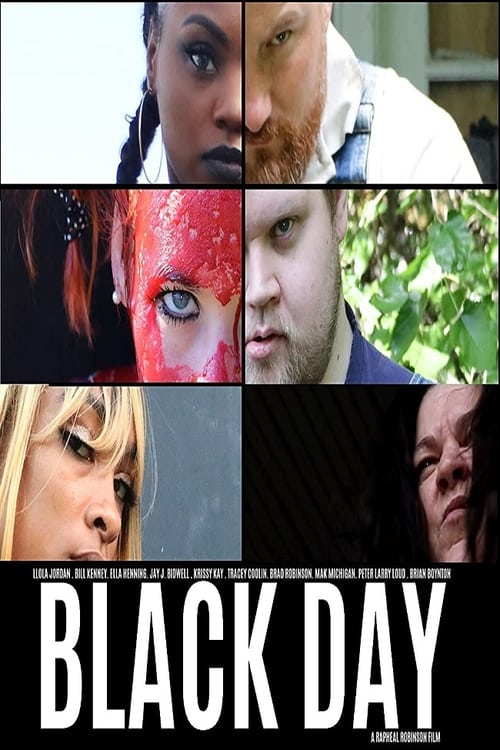 LLOLA JORDAN , BILL KENNEY, ELLA HENNING, JAY J. BIDWELL , KRISSY KAY , TRACEY COOLIN, BRAD ROBINSON, MAK MICHIGAN, PETER LARRY LOUD , BRIAN BOYNTON
BLACK DAY
A RAPHEAL ROBINSON FILM